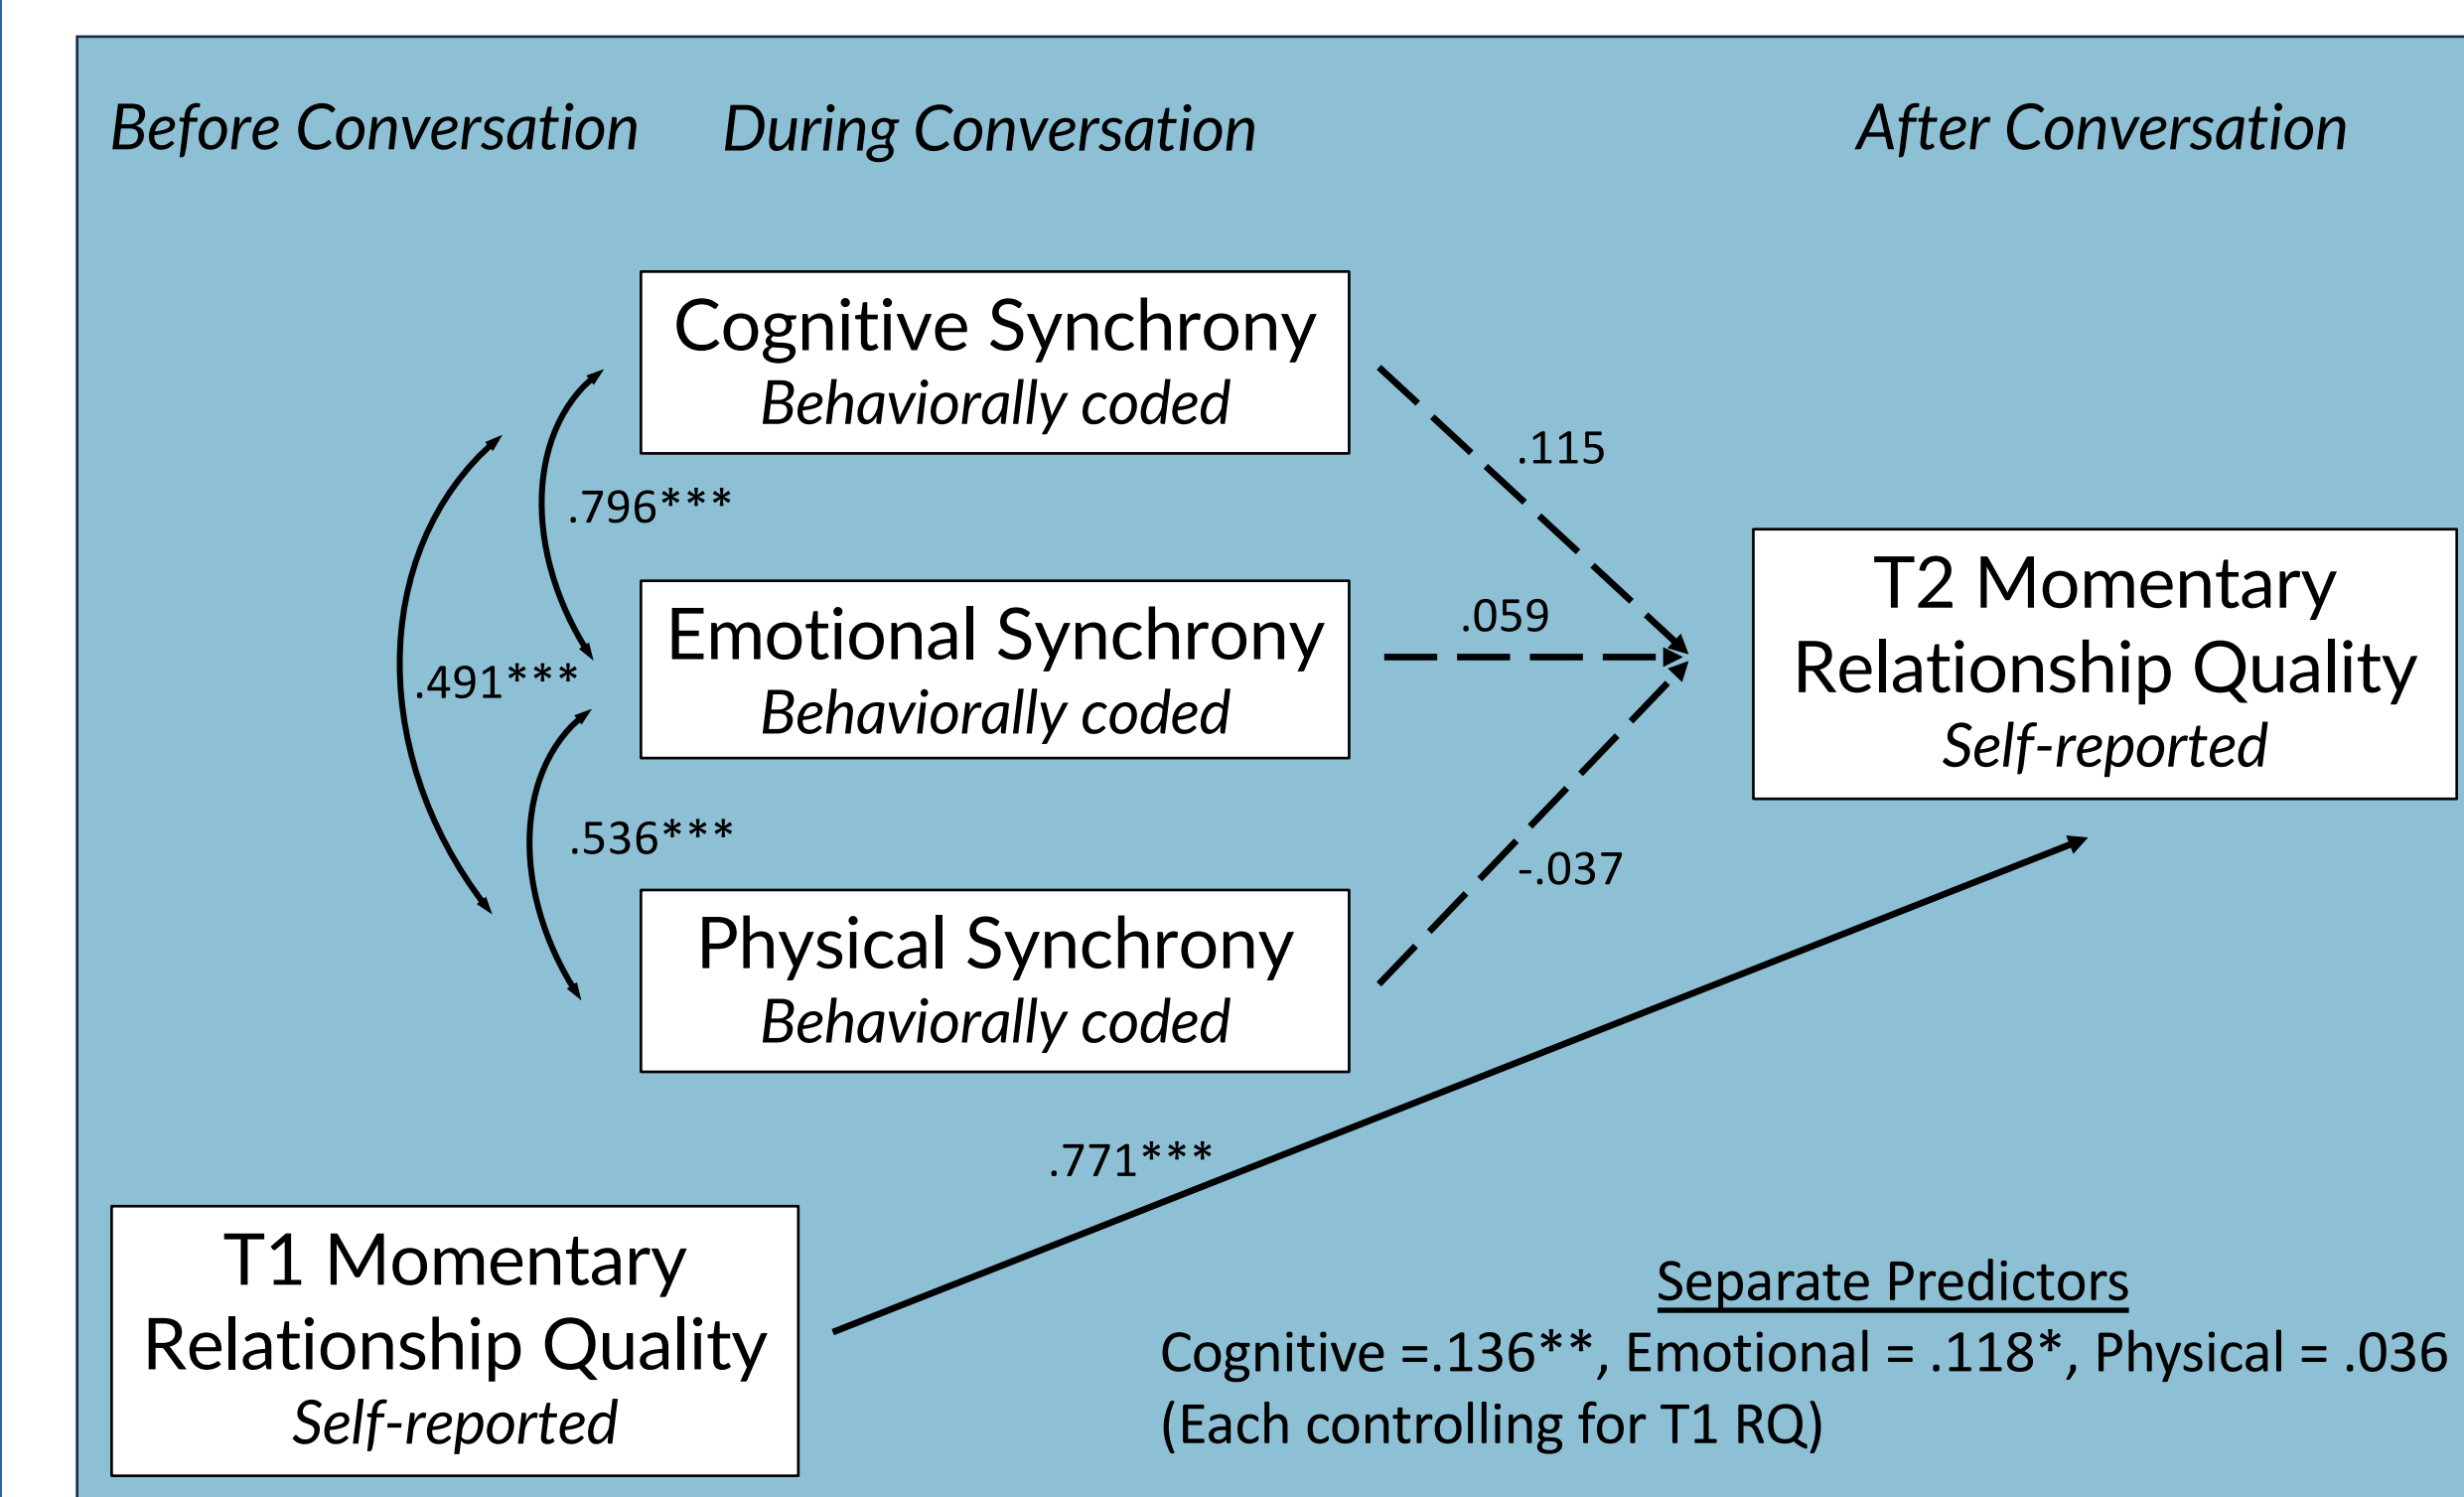 Before Conversation
During Conversation
After Conversation
Cognitive Synchrony
Behaviorally coded
.115
.796***
T2 Momentary
Relationship Quality
Self-reported
Emotional Synchrony
Behaviorally coded
.059
.491***
.536***
-.037
Physical Synchrony
Behaviorally coded
.771***
T1 Momentary
Relationship Quality
Self-reported
Separate Predictors
Cognitive =.136**, Emotional = .118*, Physical = .036
(Each controlling for T1 RQ)